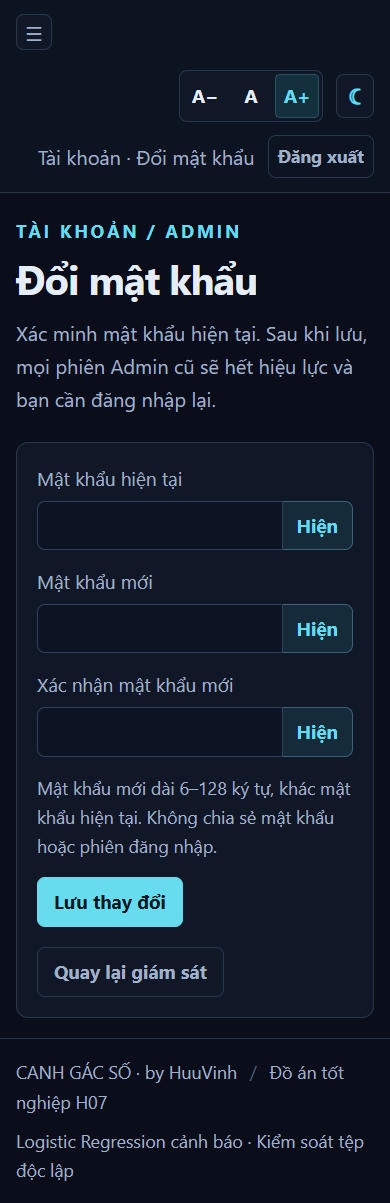 ☰
A− A A+ ☾
Tài khoản · Đổi mật khẩu Đăng xuất
TÀI KHOẢN / ADMIN
Đổi mật khẩu
Xác minh mật khẩu hiện tại. Sau khi lưu,
mọi phiên Admin cũ sẽ hết hiệu lực và
bạn cần đăng nhập lại.
Mật khẩu hiện tại
Hiện
Mật khẩu mới
Hiện
Xác nhận mật khẩu mới
Hiện
Mật khẩu mới dài 6–128 ký tự, khác mật
khẩu hiện tại. Không chia sẻ mật khẩu
hoặc phiên đăng nhập.
Lưu thay đổi
Quay lại giám sát
CANH GÁC SỐ · by HuuVinh / Đồ án tốt
nghiệp H07
Logistic Regression cảnh báo · Kiểm soát tệp
độc lập